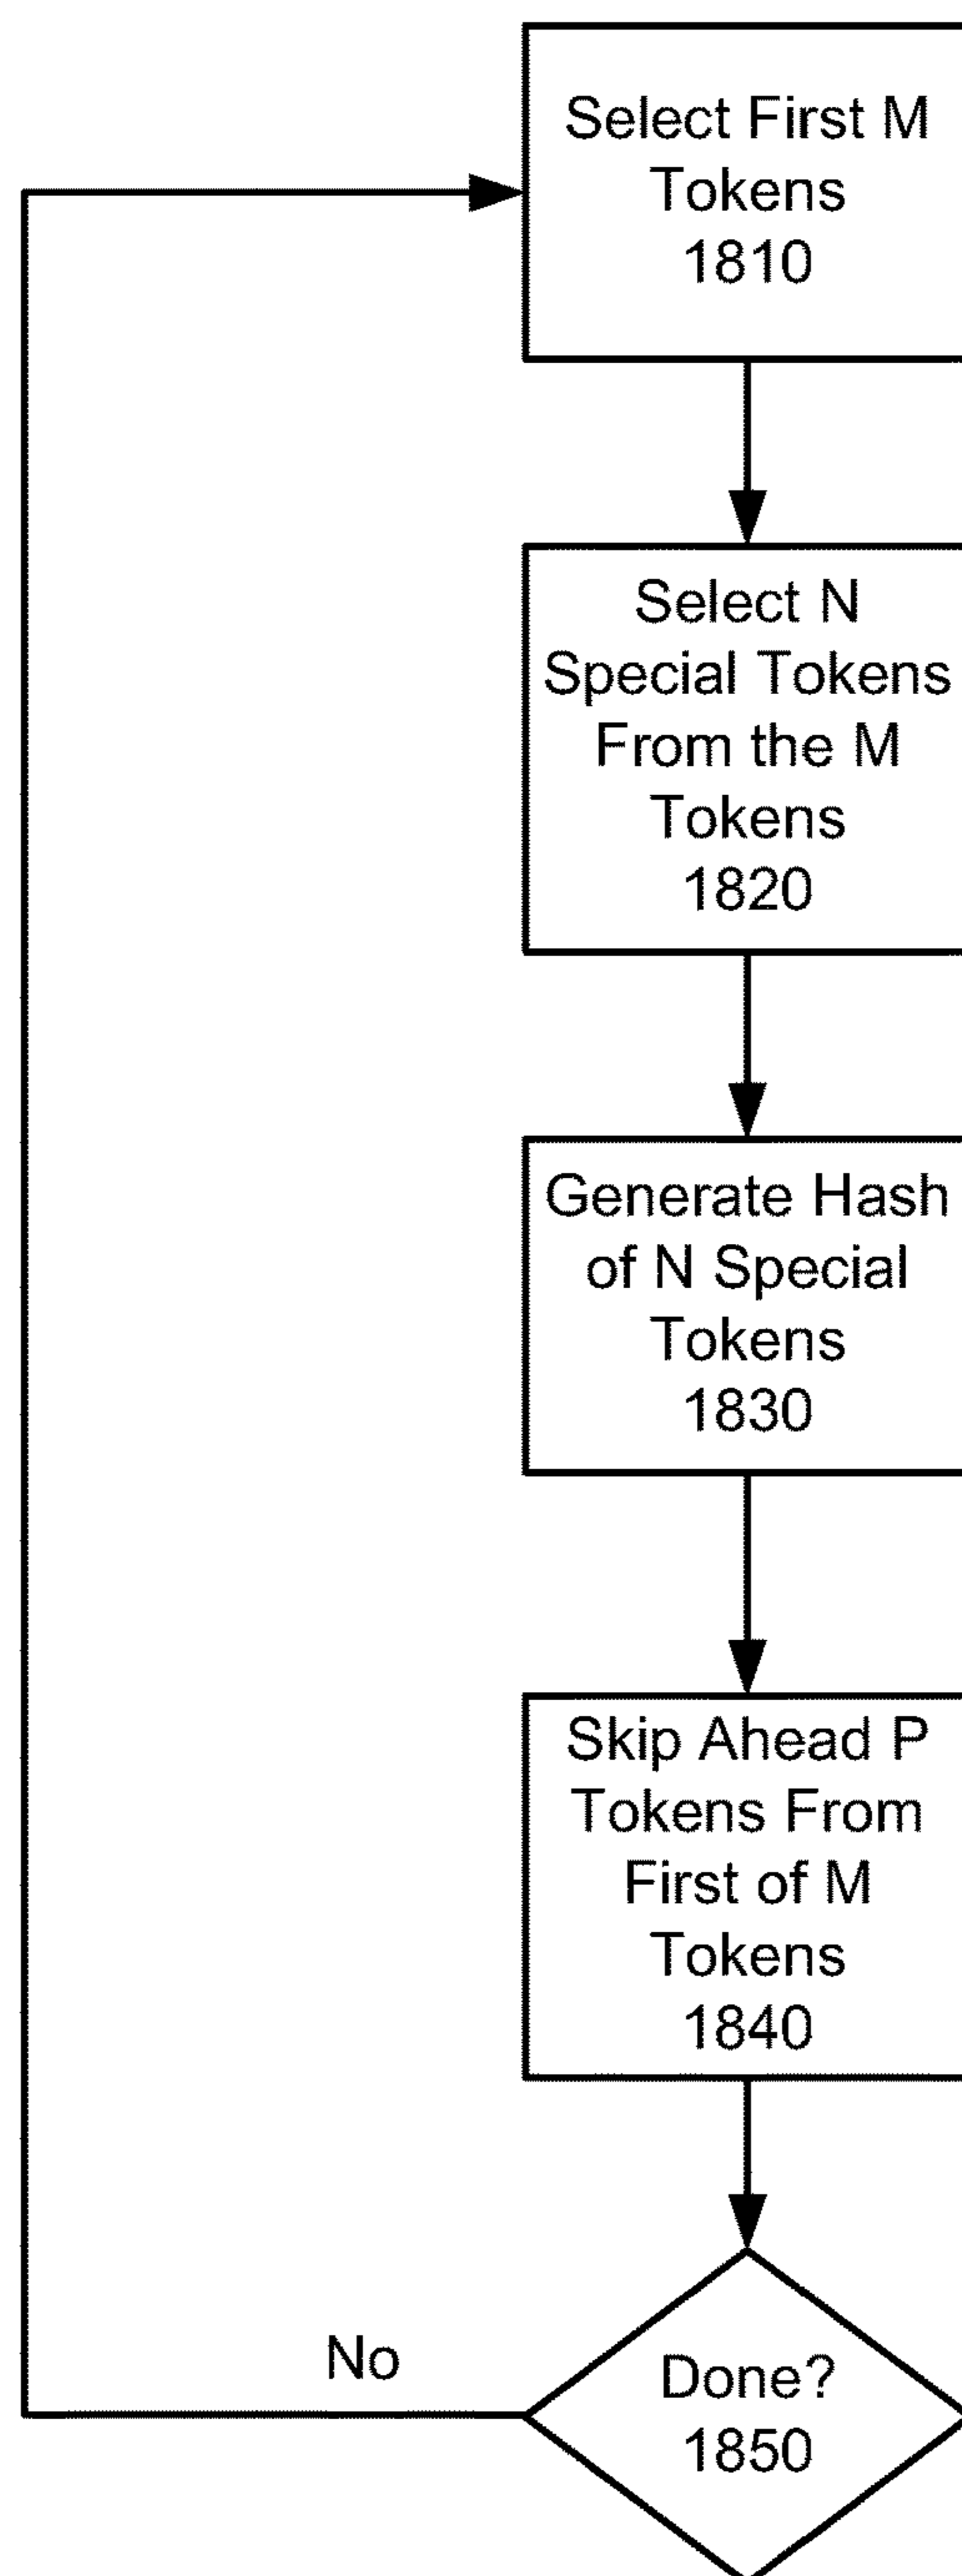 Select First M
Tokens
1810
Select N
Special Tokens
From the M
Tokens
1820
Generate Hash
of N Special
Tokens
1830
Skip Ahead P
Tokens From
First of M
Tokens
1840
No
Done?
1850